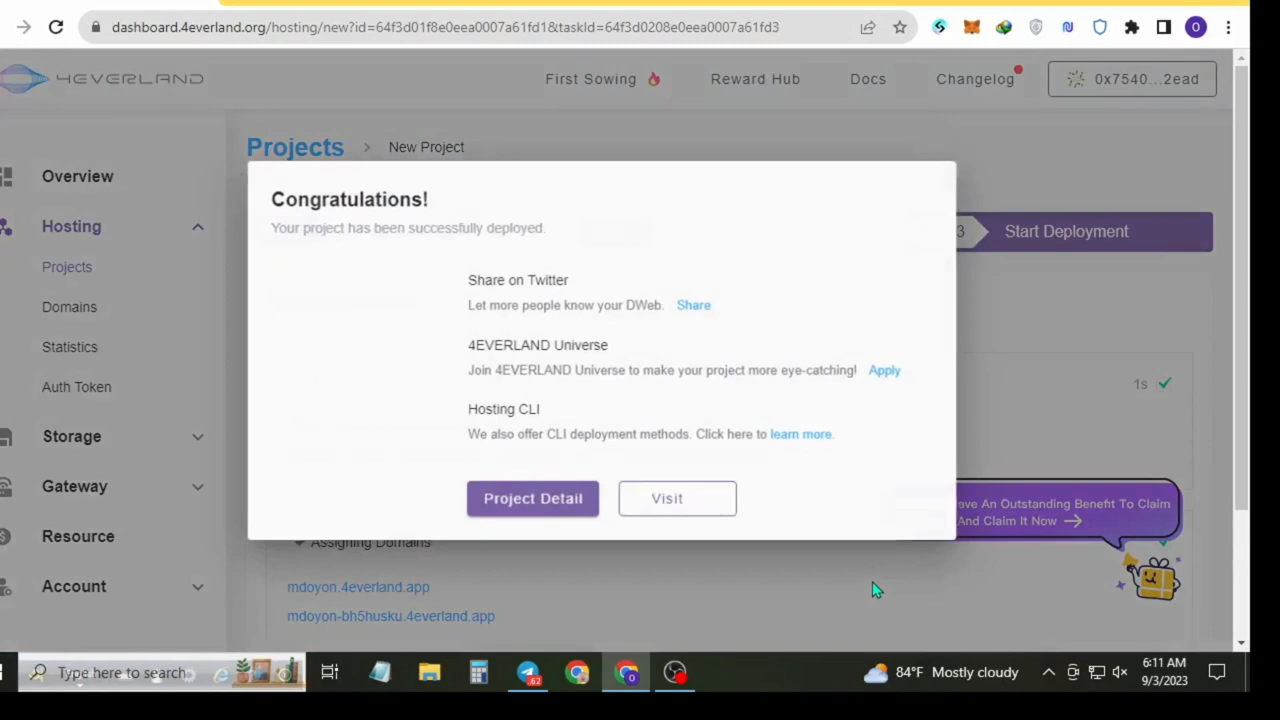 dashboard.4everland.org/hosting/new?id=64f3d01f8e0eea0007a61fd1&taskId=64f3d0208e0eea0007a61fd3
O
4EVERLAND
First Sowing
Reward Hub
Docs
Changelog
0x7540...2ead
Projects > New Project
Overview
Hosting
Projects
Domains
Statistics
Auth Token
Storage
Gateway
Resource
Account
3
Start Deployment
Congratulations!
Your project has been successfully deployed.
Share on Twitter
Let more people know your DWeb. Share
4EVERLAND Universe
Join 4EVERLAND Universe to make your project more eye-catching! Apply
Hosting CLI
We also offer CLI deployment methods. Click here to learn more.
Project Detail
Visit
1s
ave An Outstanding Benefit To Claim
And Claim It Now
Assigning Domains
mdoyon.4everland.app
mdoyon-bh5husku.4everland.app
Type here to search
62
O
84°F Mostly cloudy
6:11 AM
9/3/2023